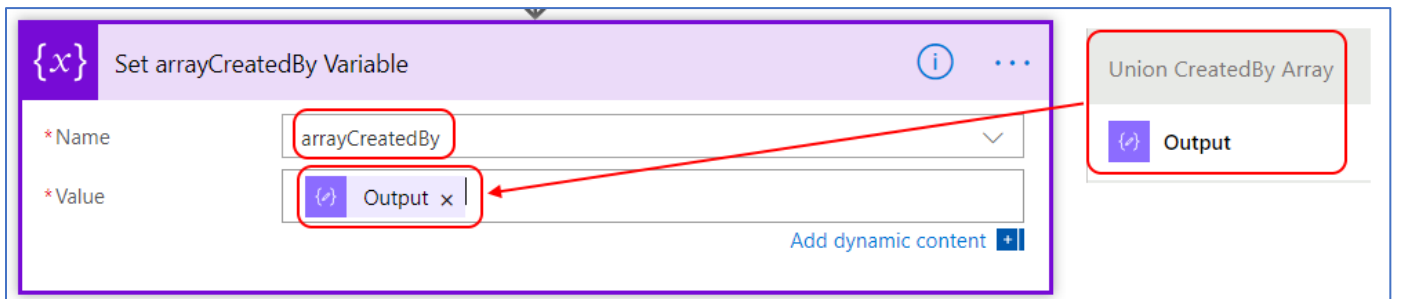 {x} Set arrayCreatedBy Variable
*Name
arrayCreatedBy
*Value
Output ×
Add dynamic content +
Union CreatedBy Array
Output